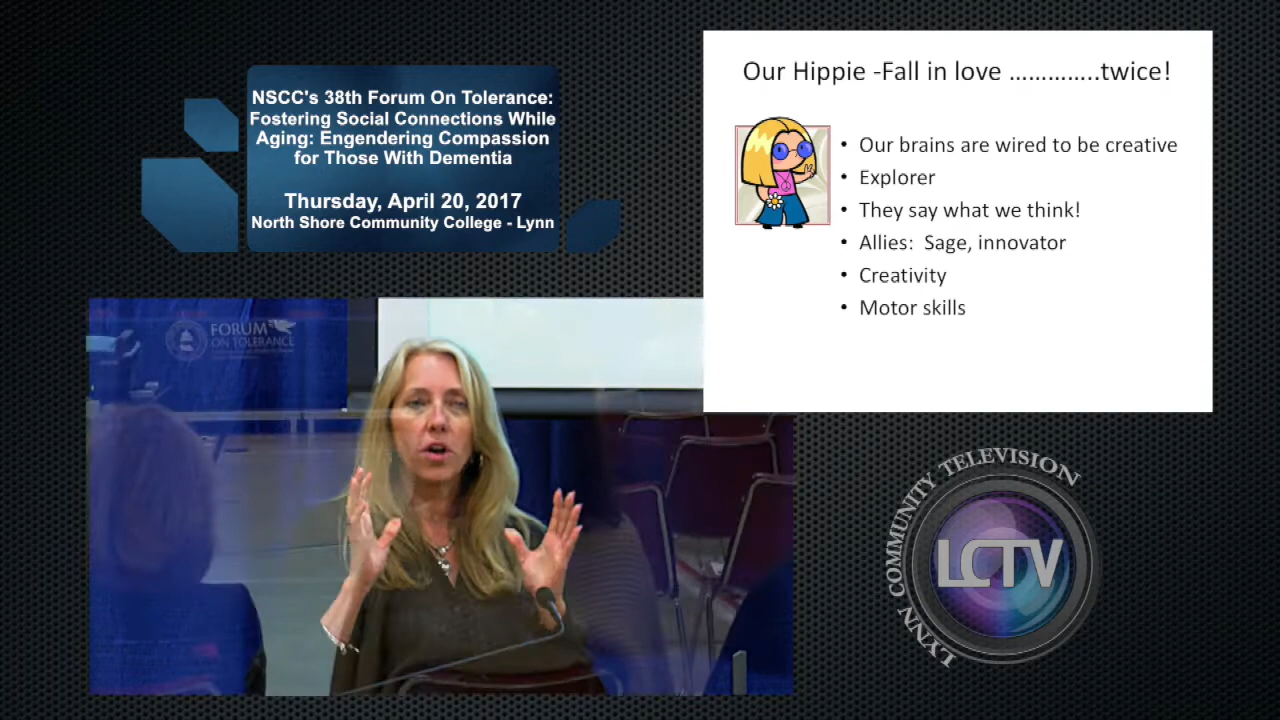 NSCC's 38th Forum On Tolerance:
Fostering Social Connections While
Aging: Engendering Compassion
for Those With Dementia
Thursday, April 20, 2017
North Shore Community College - Lynn
Our Hippie -Fall in love …………..twice!
• Our brains are wired to be creative
• Explorer
• They say what we think!
• Allies:  Sage, innovator
• Creativity
• Motor skills
FORUM
ON TOLERANCE
LYNN COMMUNITY TELEVISION
LCTV